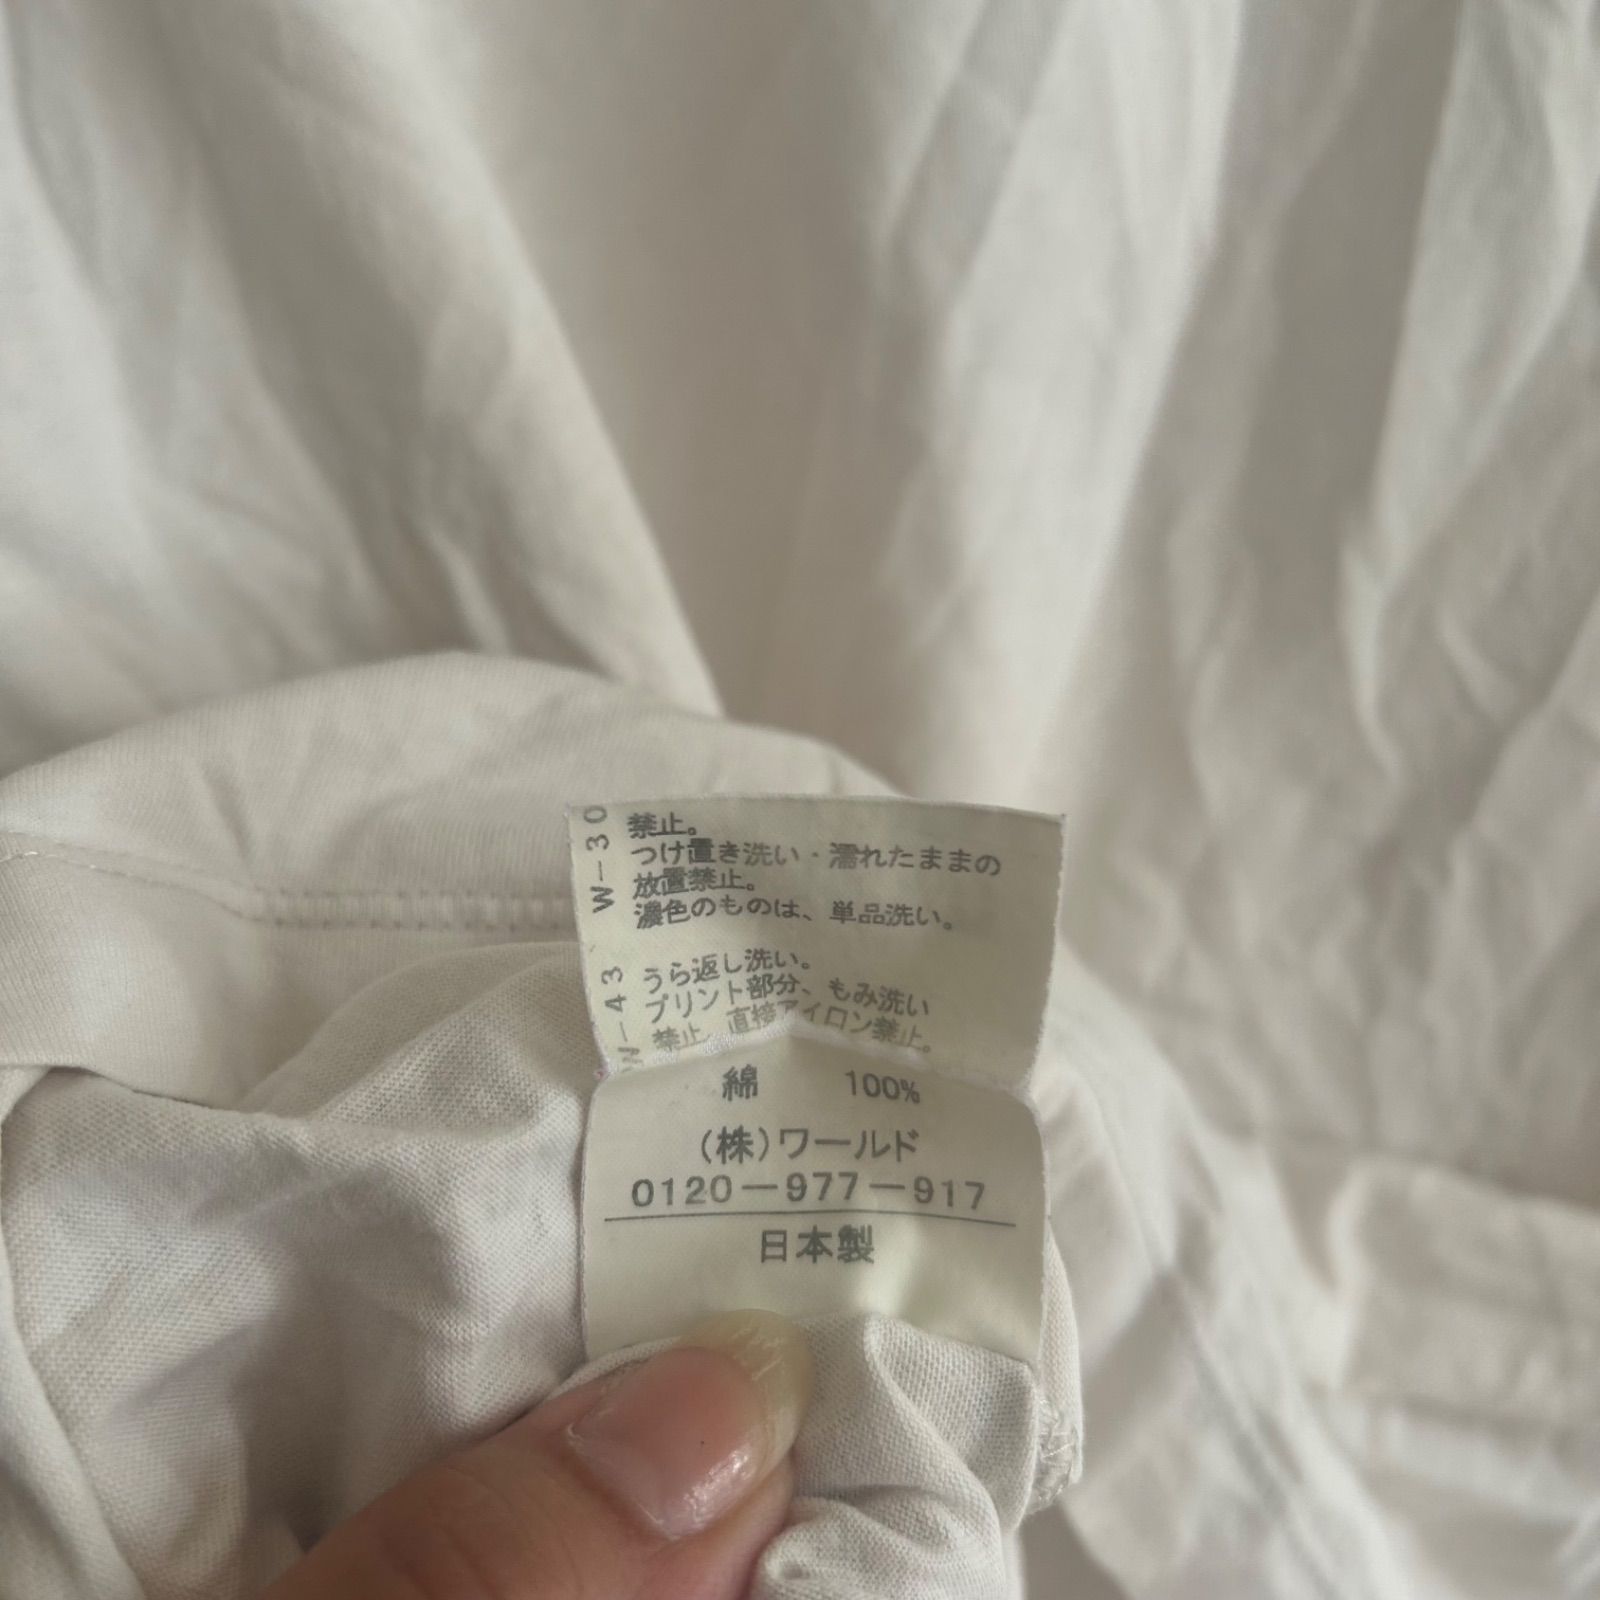 W-30
禁止。
つけ置き洗い・濡れたままの
放置禁止。
濃色のものは、単品洗い。
W-43
うら返し洗い。
プリント部分、もみ洗い
禁止。直接アイロン禁止。
綿 100%
(株)ワールド
0120-977-917
日本製